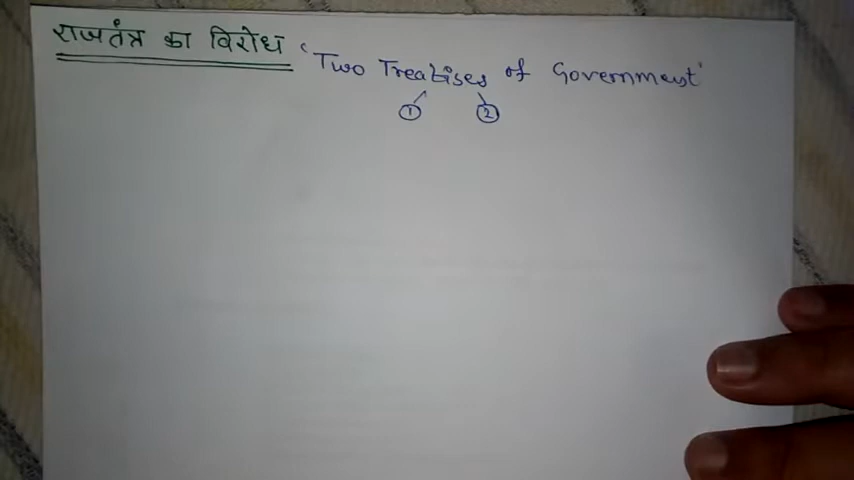 राजतंत्र का विरोध 'Two Treatises of Government'
① ②